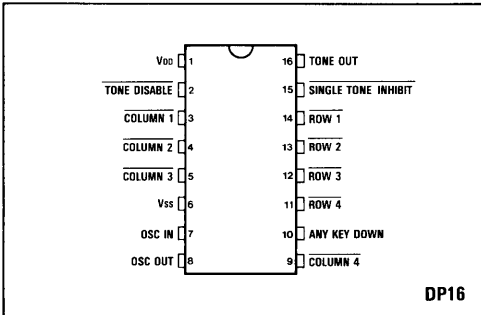 VDD 1 16 TONE OUT
TONE DISABLE 2 15 SINGLE TONE INHIBIT
COLUMN 1 3 14 ROW 1
COLUMN 2 4 13 ROW 2
COLUMN 3 5 12 ROW 3
VSS 6 11 ROW 4
OSC IN 7 10 ANY KEY DOWN
OSC OUT 8 9 COLUMN 4
DP16